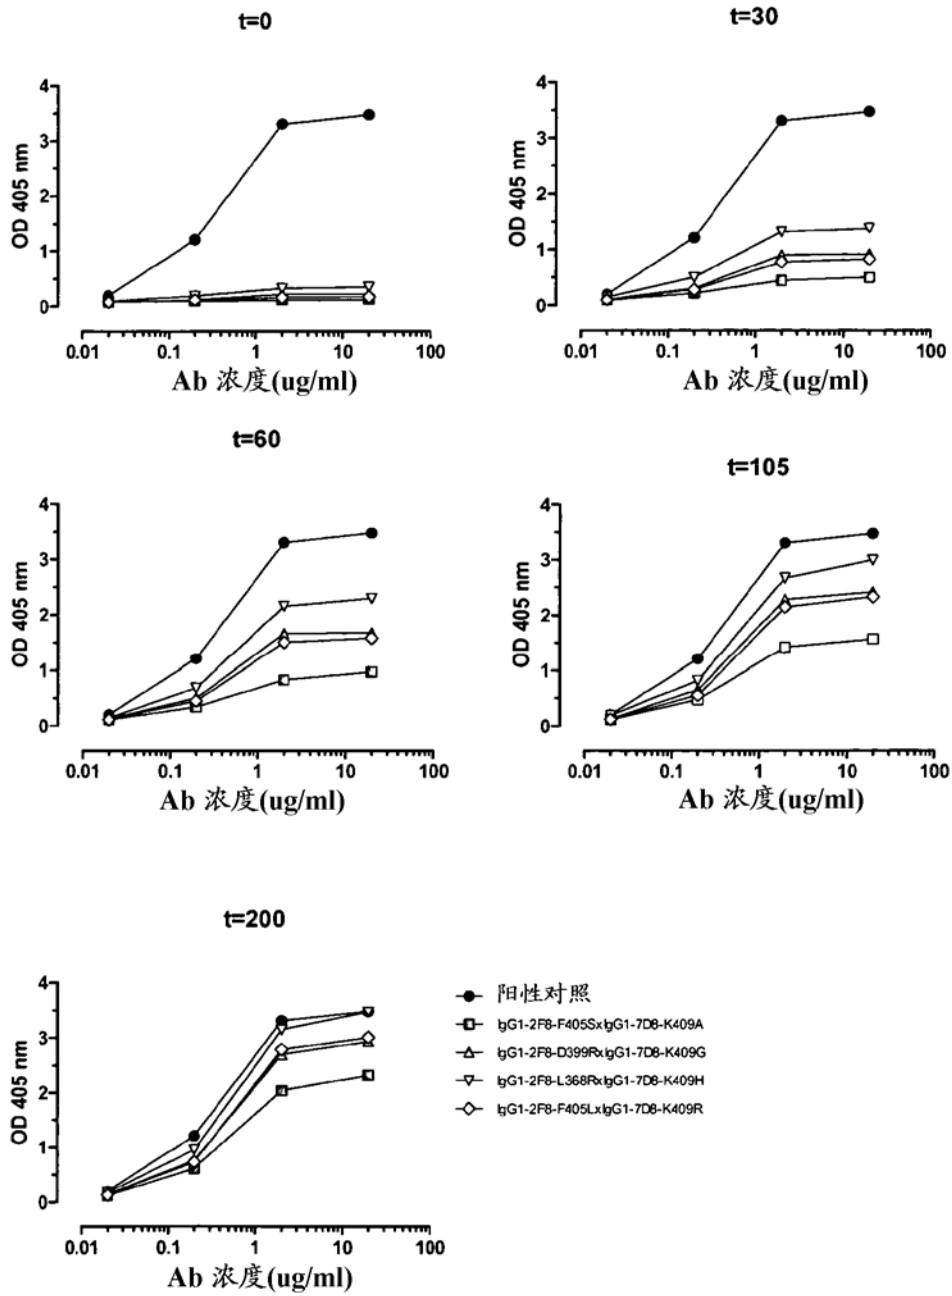 t=0
OD 405 nm
4
3
2
1
0
0.01 0.1 1 10 100
Ab 浓度(ug/ml)
t=30
OD 405 nm
4
3
2
1
0
0.01 0.1 1 10 100
Ab 浓度(ug/ml)
t=60
OD 405 nm
4
3
2
1
0
0.01 0.1 1 10 100
Ab 浓度(ug/ml)
t=105
OD 405 nm
4
3
2
1
0
0.01 0.1 1 10 100
Ab 浓度(ug/ml)
t=200
OD 405 nm
4
3
2
1
0
0.01 0.1 1 10 100
Ab 浓度(ug/ml)
阳性对照
IgG1-2F8-F405SxIgG1-7D8-K409A
IgG1-2F8-D399RxIgG1-7D8-K409G
IgG1-2F8-L368RxIgG1-7D8-K409H
IgG1-2F8-F405LxIgG1-7D8-K409R